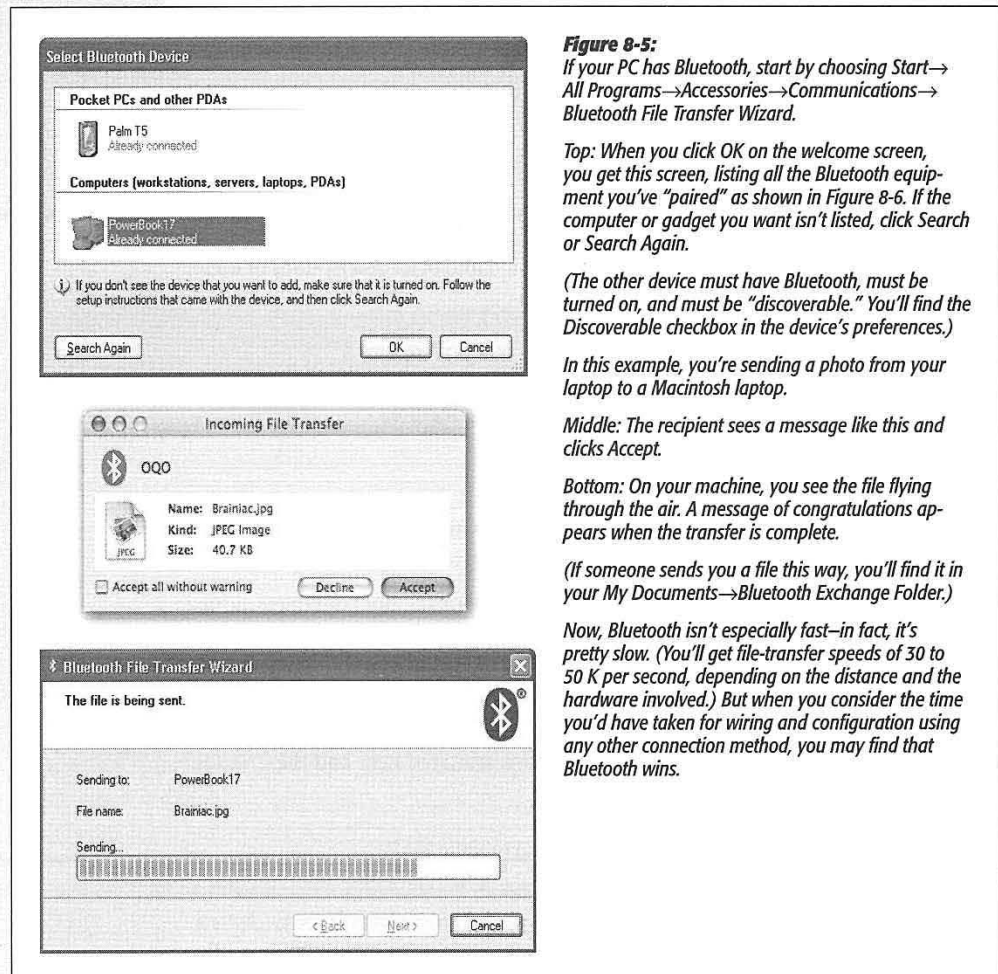 Select Bluetooth Device
Pocket PCs and other PDAs
Palm T5
Already connected
Computers (workstations, servers, laptops, PDAs)
PowerBook17
Already connected
If you don't see the device that you want to add, make sure that it is turned on. Follow the
setup instructions that came with the device, and then click Search Again.
Search Again
OK
Cancel
Incoming File Transfer
OQO
Name: Brainiac.jpg
Kind: JPEG Image
Size: 40.7 KB
JPEG
Accept all without warning
Decline
Accept
Bluetooth File Transfer Wizard
The file is being sent.
®
Sending to: PowerBook17
File name: Brainiac.jpg
Sending...
< Back
Next >
Cancel
Figure 8-5:
If your PC has Bluetooth, start by choosing Start→
All Programs→Accessories→Communications→
Bluetooth File Transfer Wizard.
Top: When you click OK on the welcome screen,
you get this screen, listing all the Bluetooth equip-
ment you've “paired” as shown in Figure 8-6. If the
computer or gadget you want isn't listed, click Search
or Search Again.
(The other device must have Bluetooth, must be
turned on, and must be “discoverable.” You'll find the
Discoverable checkbox in the device's preferences.)
In this example, you're sending a photo from your
laptop to a Macintosh laptop.
Middle: The recipient sees a message like this and
clicks Accept.
Bottom: On your machine, you see the file flying
through the air. A message of congratulations ap-
pears when the transfer is complete.
(If someone sends you a file this way, you'll find it in
your My Documents→Bluetooth Exchange Folder.)
Now, Bluetooth isn't especially fast—in fact, it's
pretty slow. (You'll get file-transfer speeds of 30 to
50 K per second, depending on the distance and the
hardware involved.) But when you consider the time
you'd have taken for wiring and configuration using
any other connection method, you may find that
Bluetooth wins.